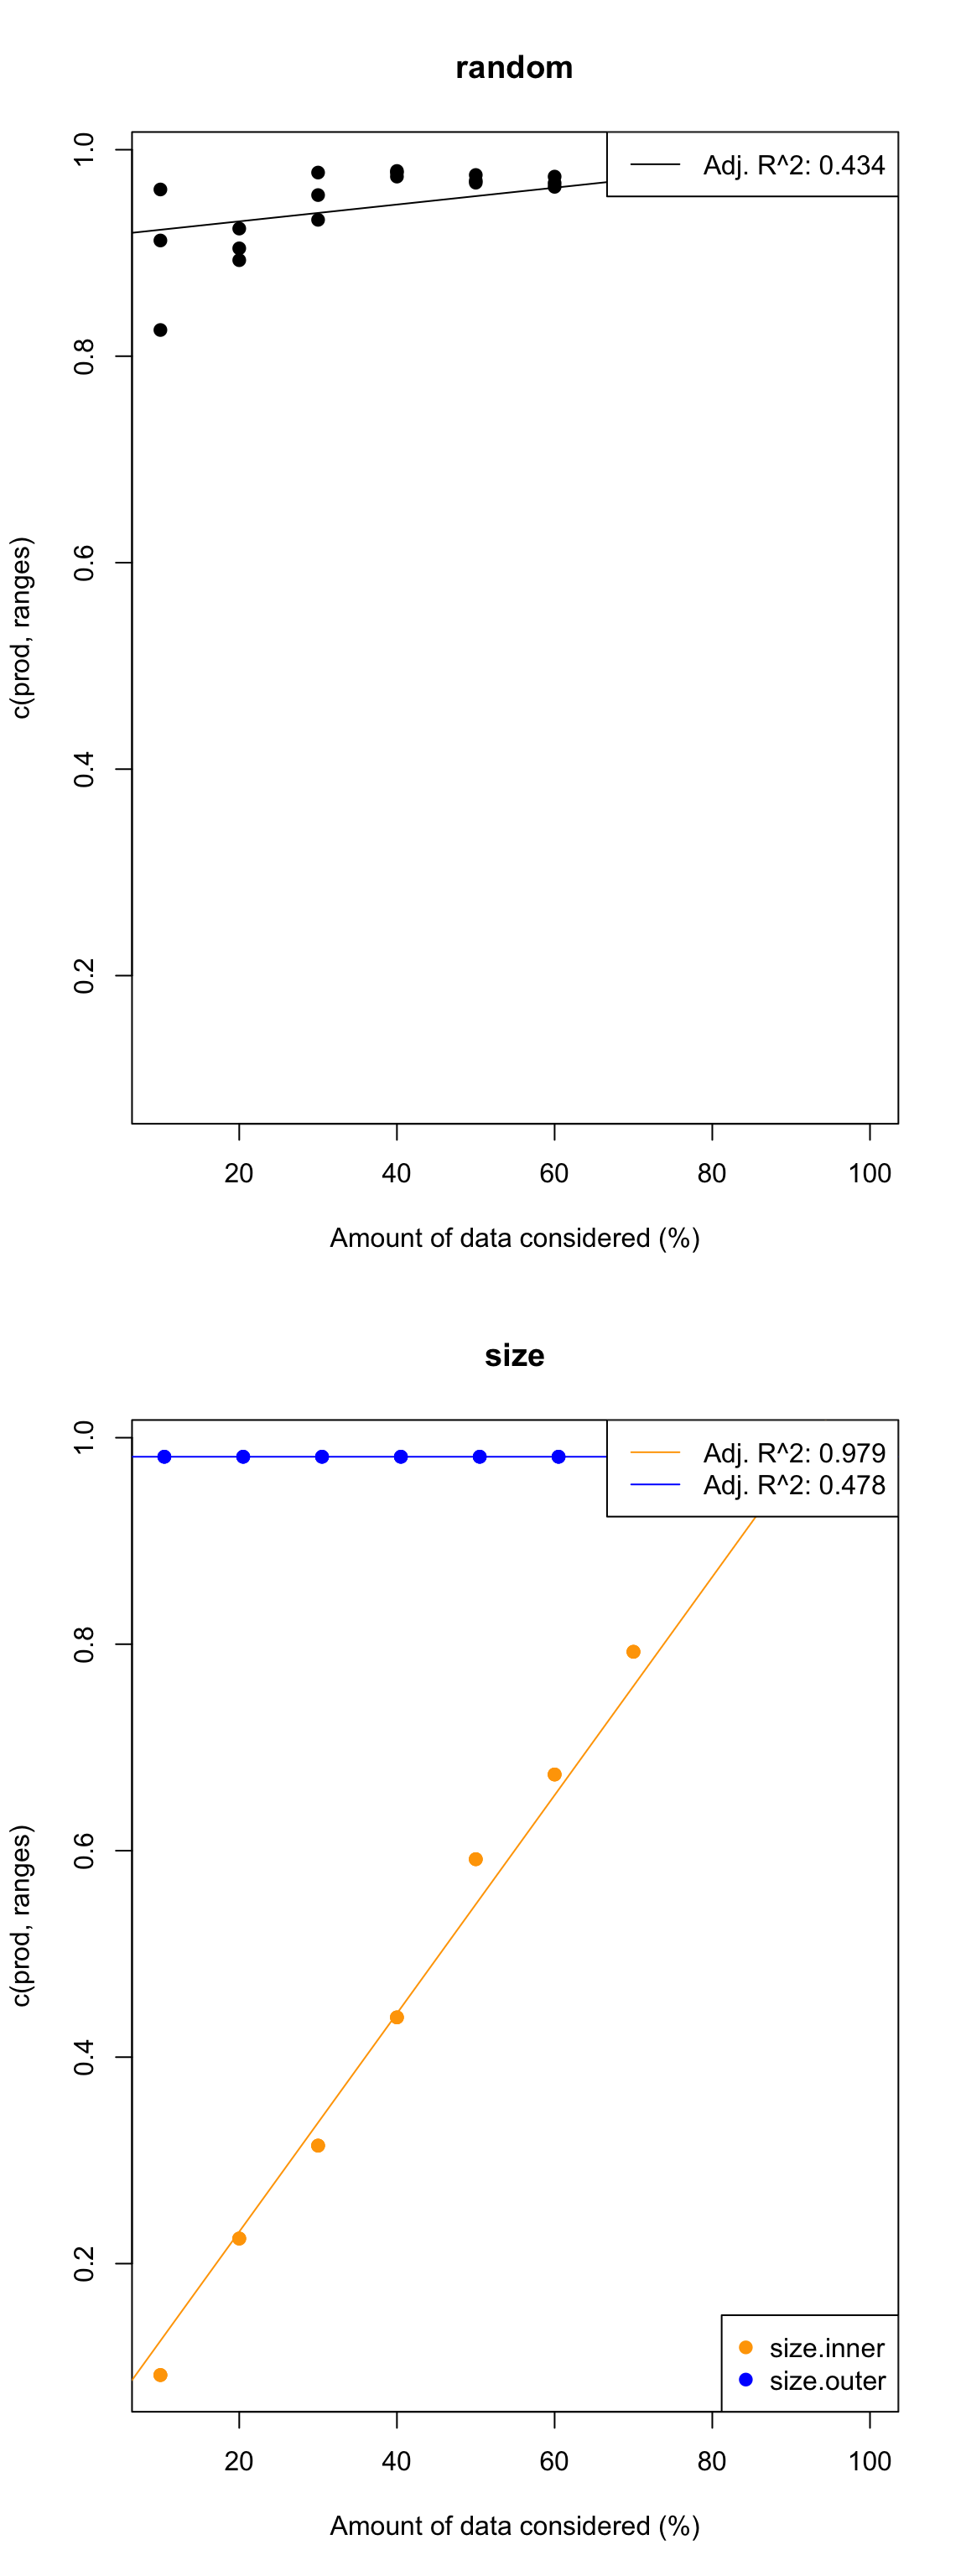 random
Adj. R^2: 0.434
1.0
0.8
0.6
0.4
0.2
c(prod, ranges)
20 40 60 80 100
Amount of data considered (%)
size
Adj. R^2: 0.979
Adj. R^2: 0.478
1.0
0.8
0.6
0.4
0.2
c(prod, ranges)
size.inner
size.outer
20 40 60 80 100
Amount of data considered (%)